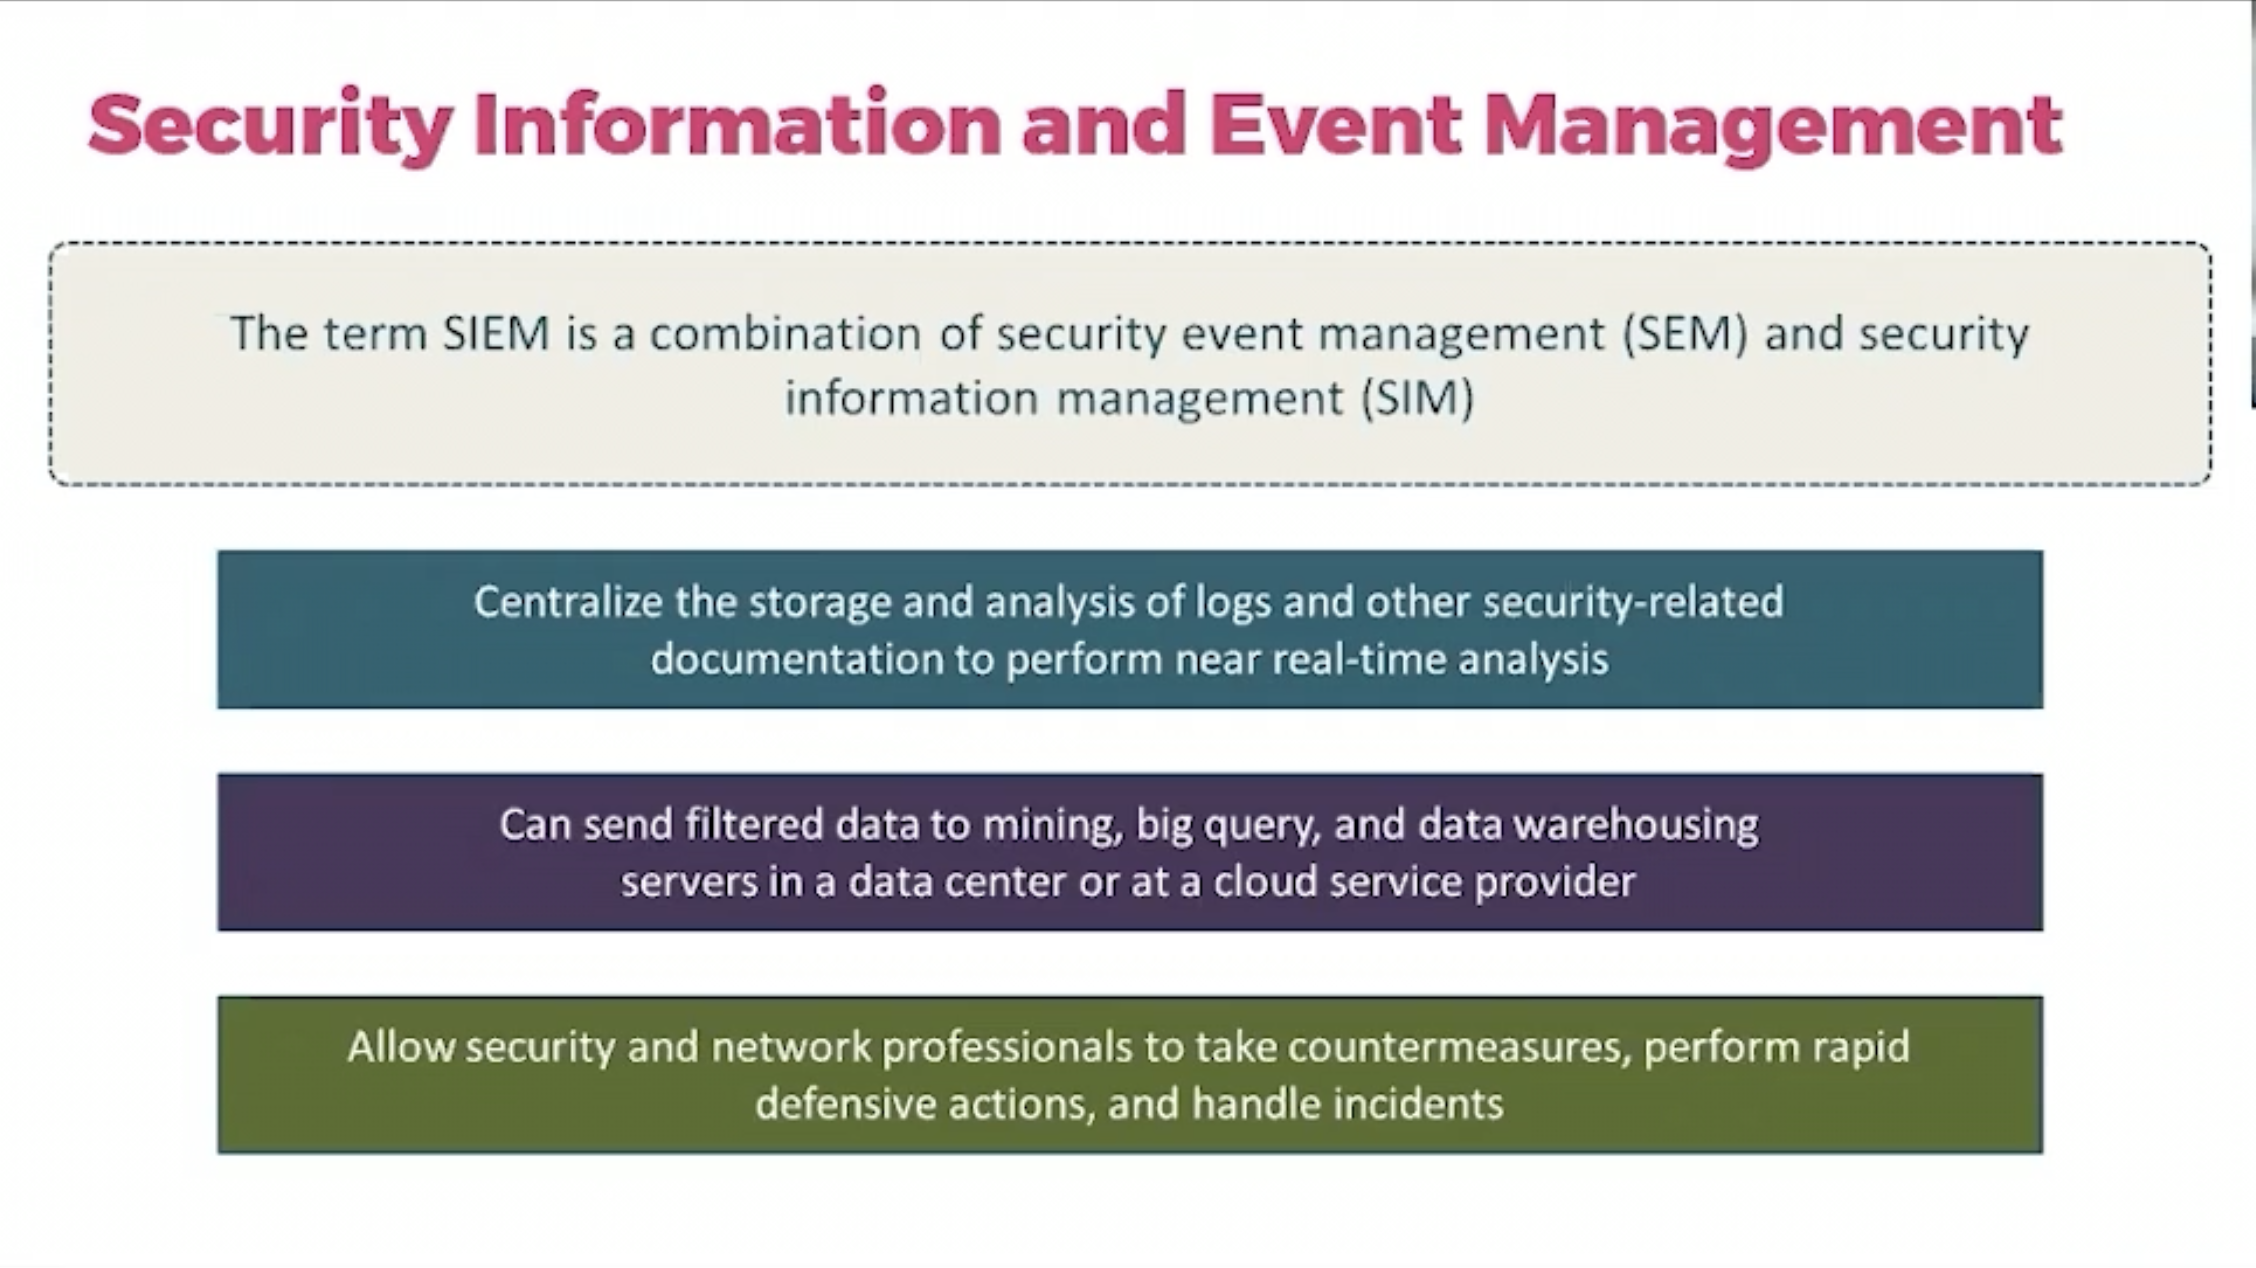 Security Information and Event Management
The term SIEM is a combination of security event management (SEM) and security
information management (SIM)
Centralize the storage and analysis of logs and other security-related
documentation to perform near real-time analysis
Can send filtered data to mining, big query, and data warehousing
servers in a data center or at a cloud service provider
Allow security and network professionals to take countermeasures, perform rapid
defensive actions, and handle incidents